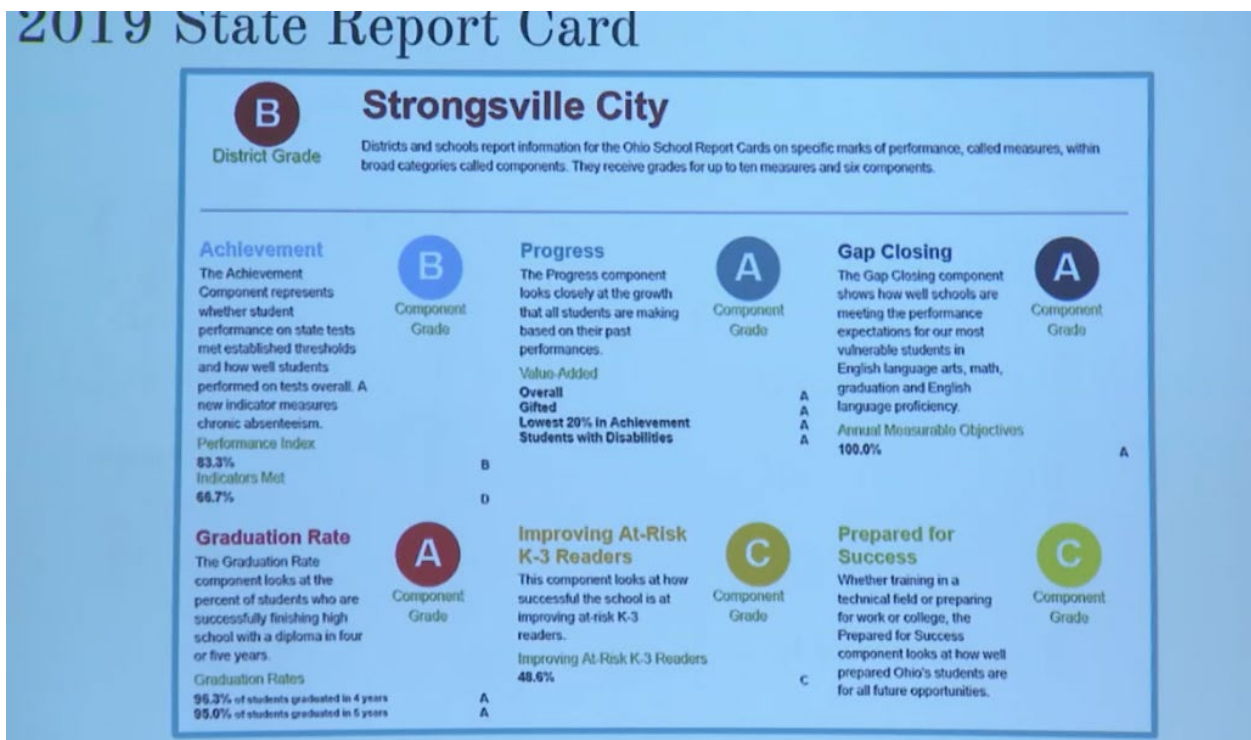 2019 State Report Card
B
District Grade
Strongsville City
Districts and schools report information for the Ohio School Report Cards on specific marks of performance, called measures, within
broad categories called components. They receive grades for up to ten measures and six components.
Achievement
The Achievement
Component represents
whether student
performance on state tests
met established thresholds
and how well students
performed on tests overall. A
new indicator measures
chronic absenteeism.
B
Component
Grade
Performance Index
83.3% B
Indicators Met
66.7% D
Progress
The Progress component
looks closely at the growth
that all students are making
based on their past
performances.
A
Component
Grade
Value-Added
Overall A
Gifted A
Lowest 20% in Achievement A
Students with Disabilities A
Gap Closing
The Gap Closing component
shows how well schools are
meeting the performance
expectations for our most
vulnerable students in
English language arts, math,
graduation and English
language proficiency.
A
Component
Grade
Annual Measurable Objectives
100.0% A
Graduation Rate
The Graduation Rate
component looks at the
percent of students who are
successfully finishing high
school with a diploma in four
or five years.
A
Component
Grade
Graduation Rates
96.3% of students graduated in 4 years A
95.0% of students graduated in 5 years A
Improving At-Risk
K-3 Readers
This component looks at how
successful the school is at
improving at-risk K-3
readers.
C
Component
Grade
Improving At-Risk K-3 Readers
48.6% C
Prepared for
Success
Whether training in a
technical field or preparing
for work or college, the
Prepared for Success
component looks at how well
prepared Ohio's students are
for all future opportunities.
C
Component
Grade